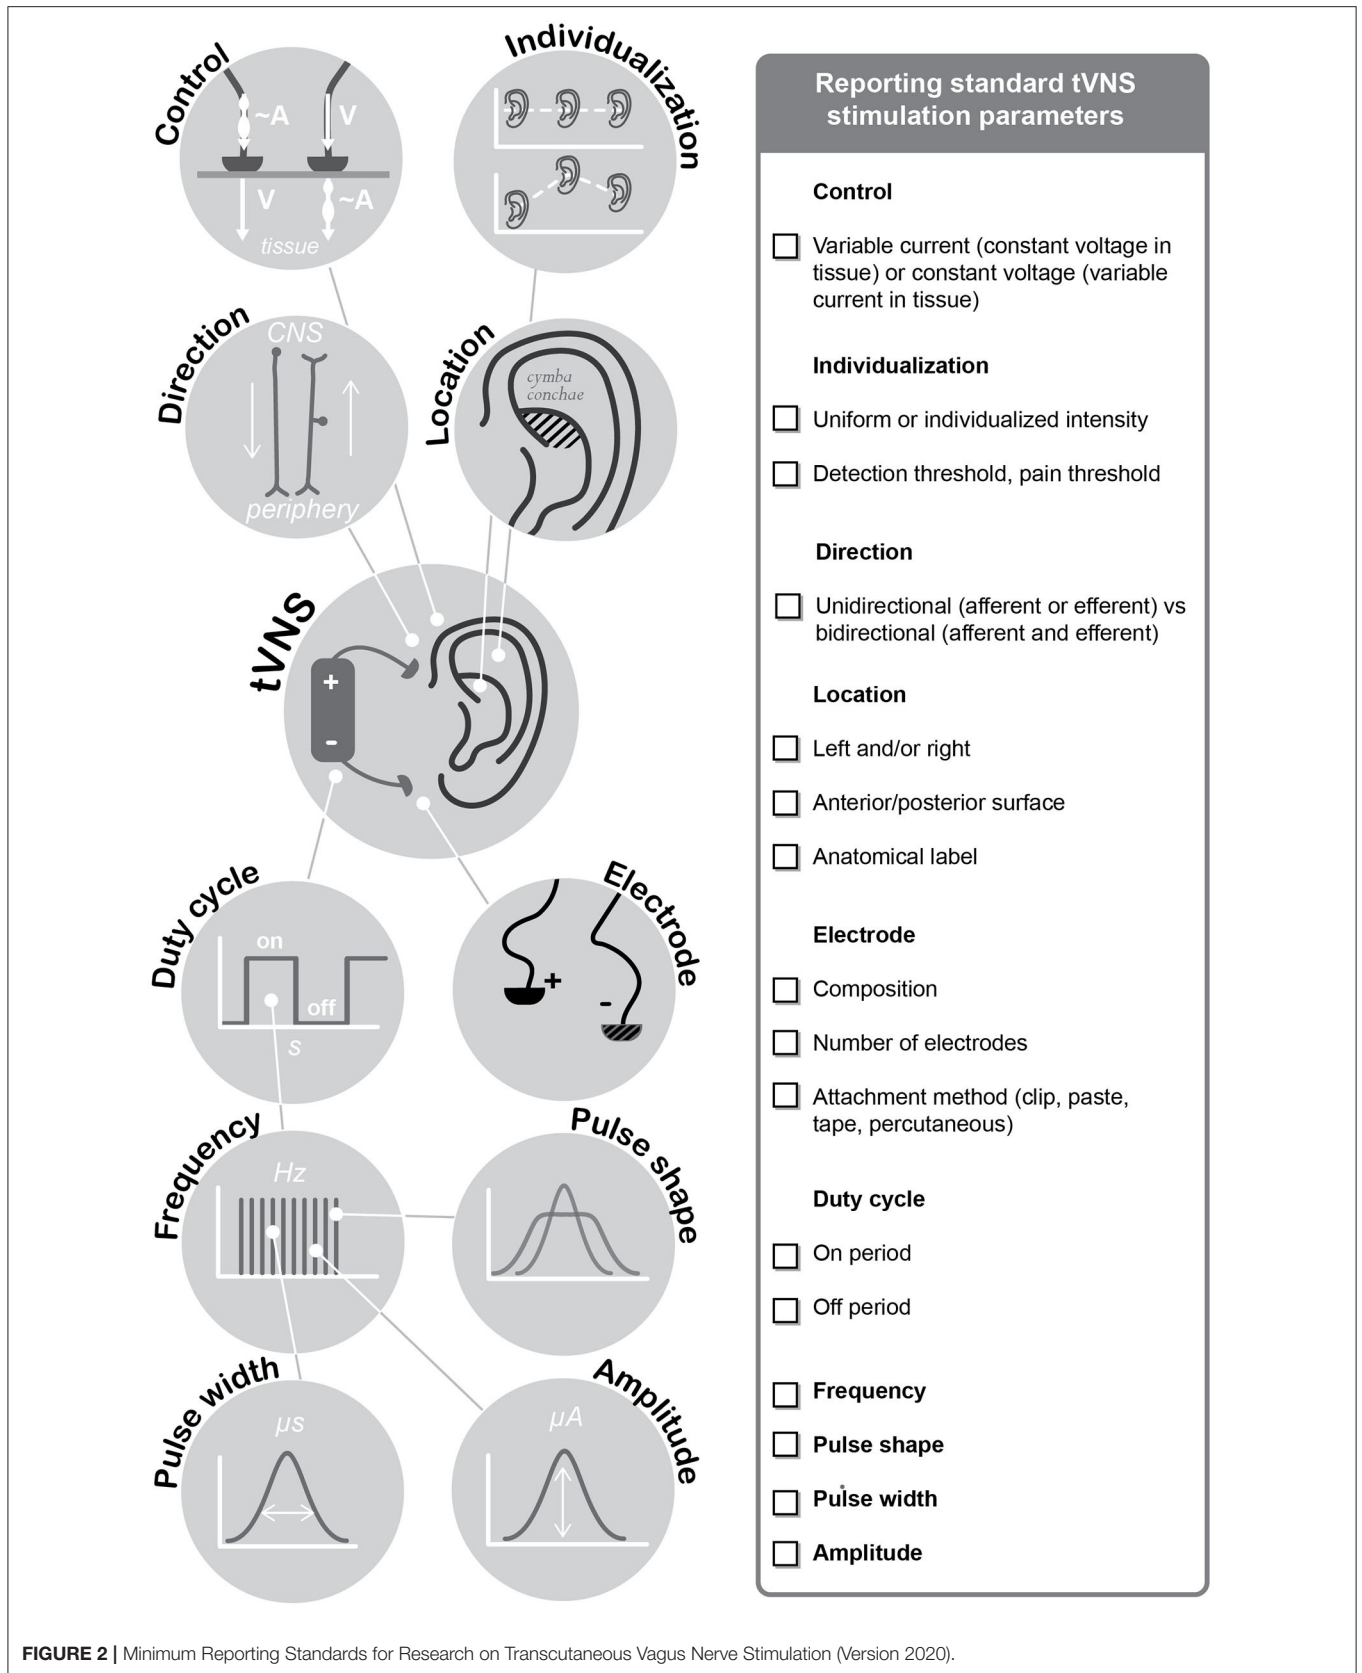 Control
~A
V
V
~A
tissue
Individualization
Direction
CNS
periphery
Location
cymba
conchae
tVNS
+
-
Duty cycle
on
off
s
Electrode
+
-
Frequency
Hz
Pulse shape
Pulse width
µs
Amplitude
µA
Reporting standard tVNS
stimulation parameters
Control
Variable current (constant voltage in
tissue) or constant voltage (variable
current in tissue)
Individualization
Uniform or individualized intensity
Detection threshold, pain threshold
Direction
Unidirectional (afferent or efferent) vs
bidirectional (afferent and efferent)
Location
Left and/or right
Anterior/posterior surface
Anatomical label
Electrode
Composition
Number of electrodes
Attachment method (clip, paste,
tape, percutaneous)
Duty cycle
On period
Off period
Frequency
Pulse shape
Pulse width
Amplitude
FIGURE 2 | Minimum Reporting Standards for Research on Transcutaneous Vagus Nerve Stimulation (Version 2020).